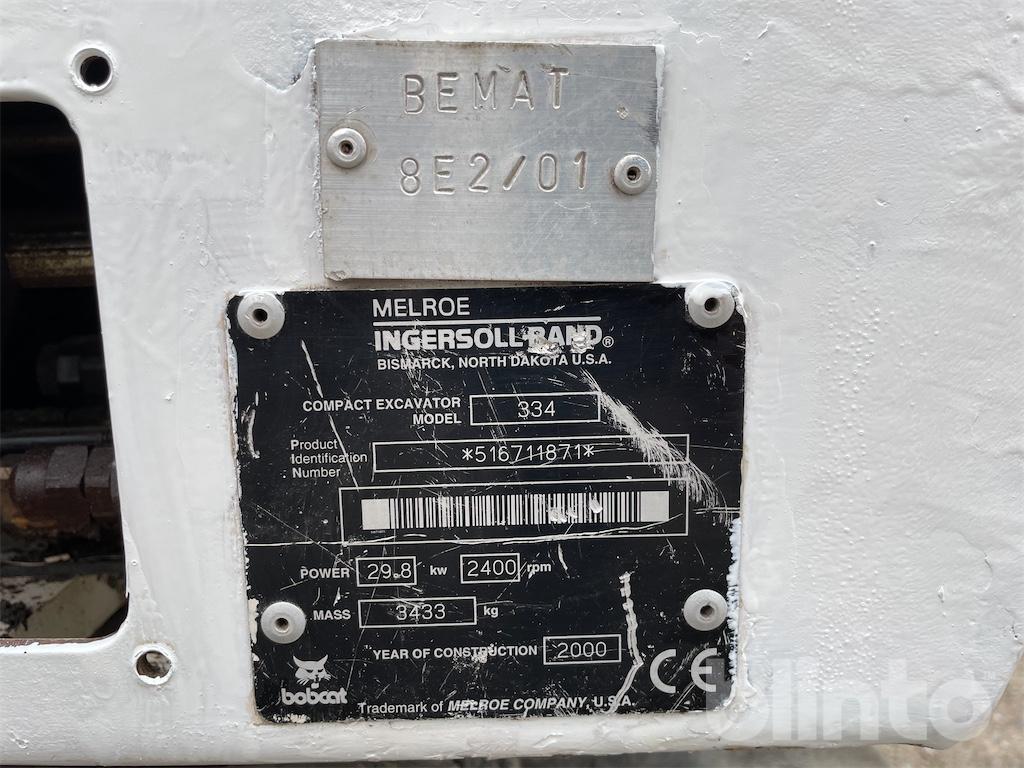 BEMAT
8E2/01
MELROE
INGERSOLL-RAND®
BISMARCK, NORTH DAKOTA U.S.A.
COMPACT EXCAVATOR
MODEL 334
Product
Identification
Number *516711871*
POWER 29.8 kw 2400 rpm
MASS 3433 kg
YEAR OF CONSTRUCTION 2000
CE
bobcat
Trademark of MELROE COMPANY, U.S.A.
blinto